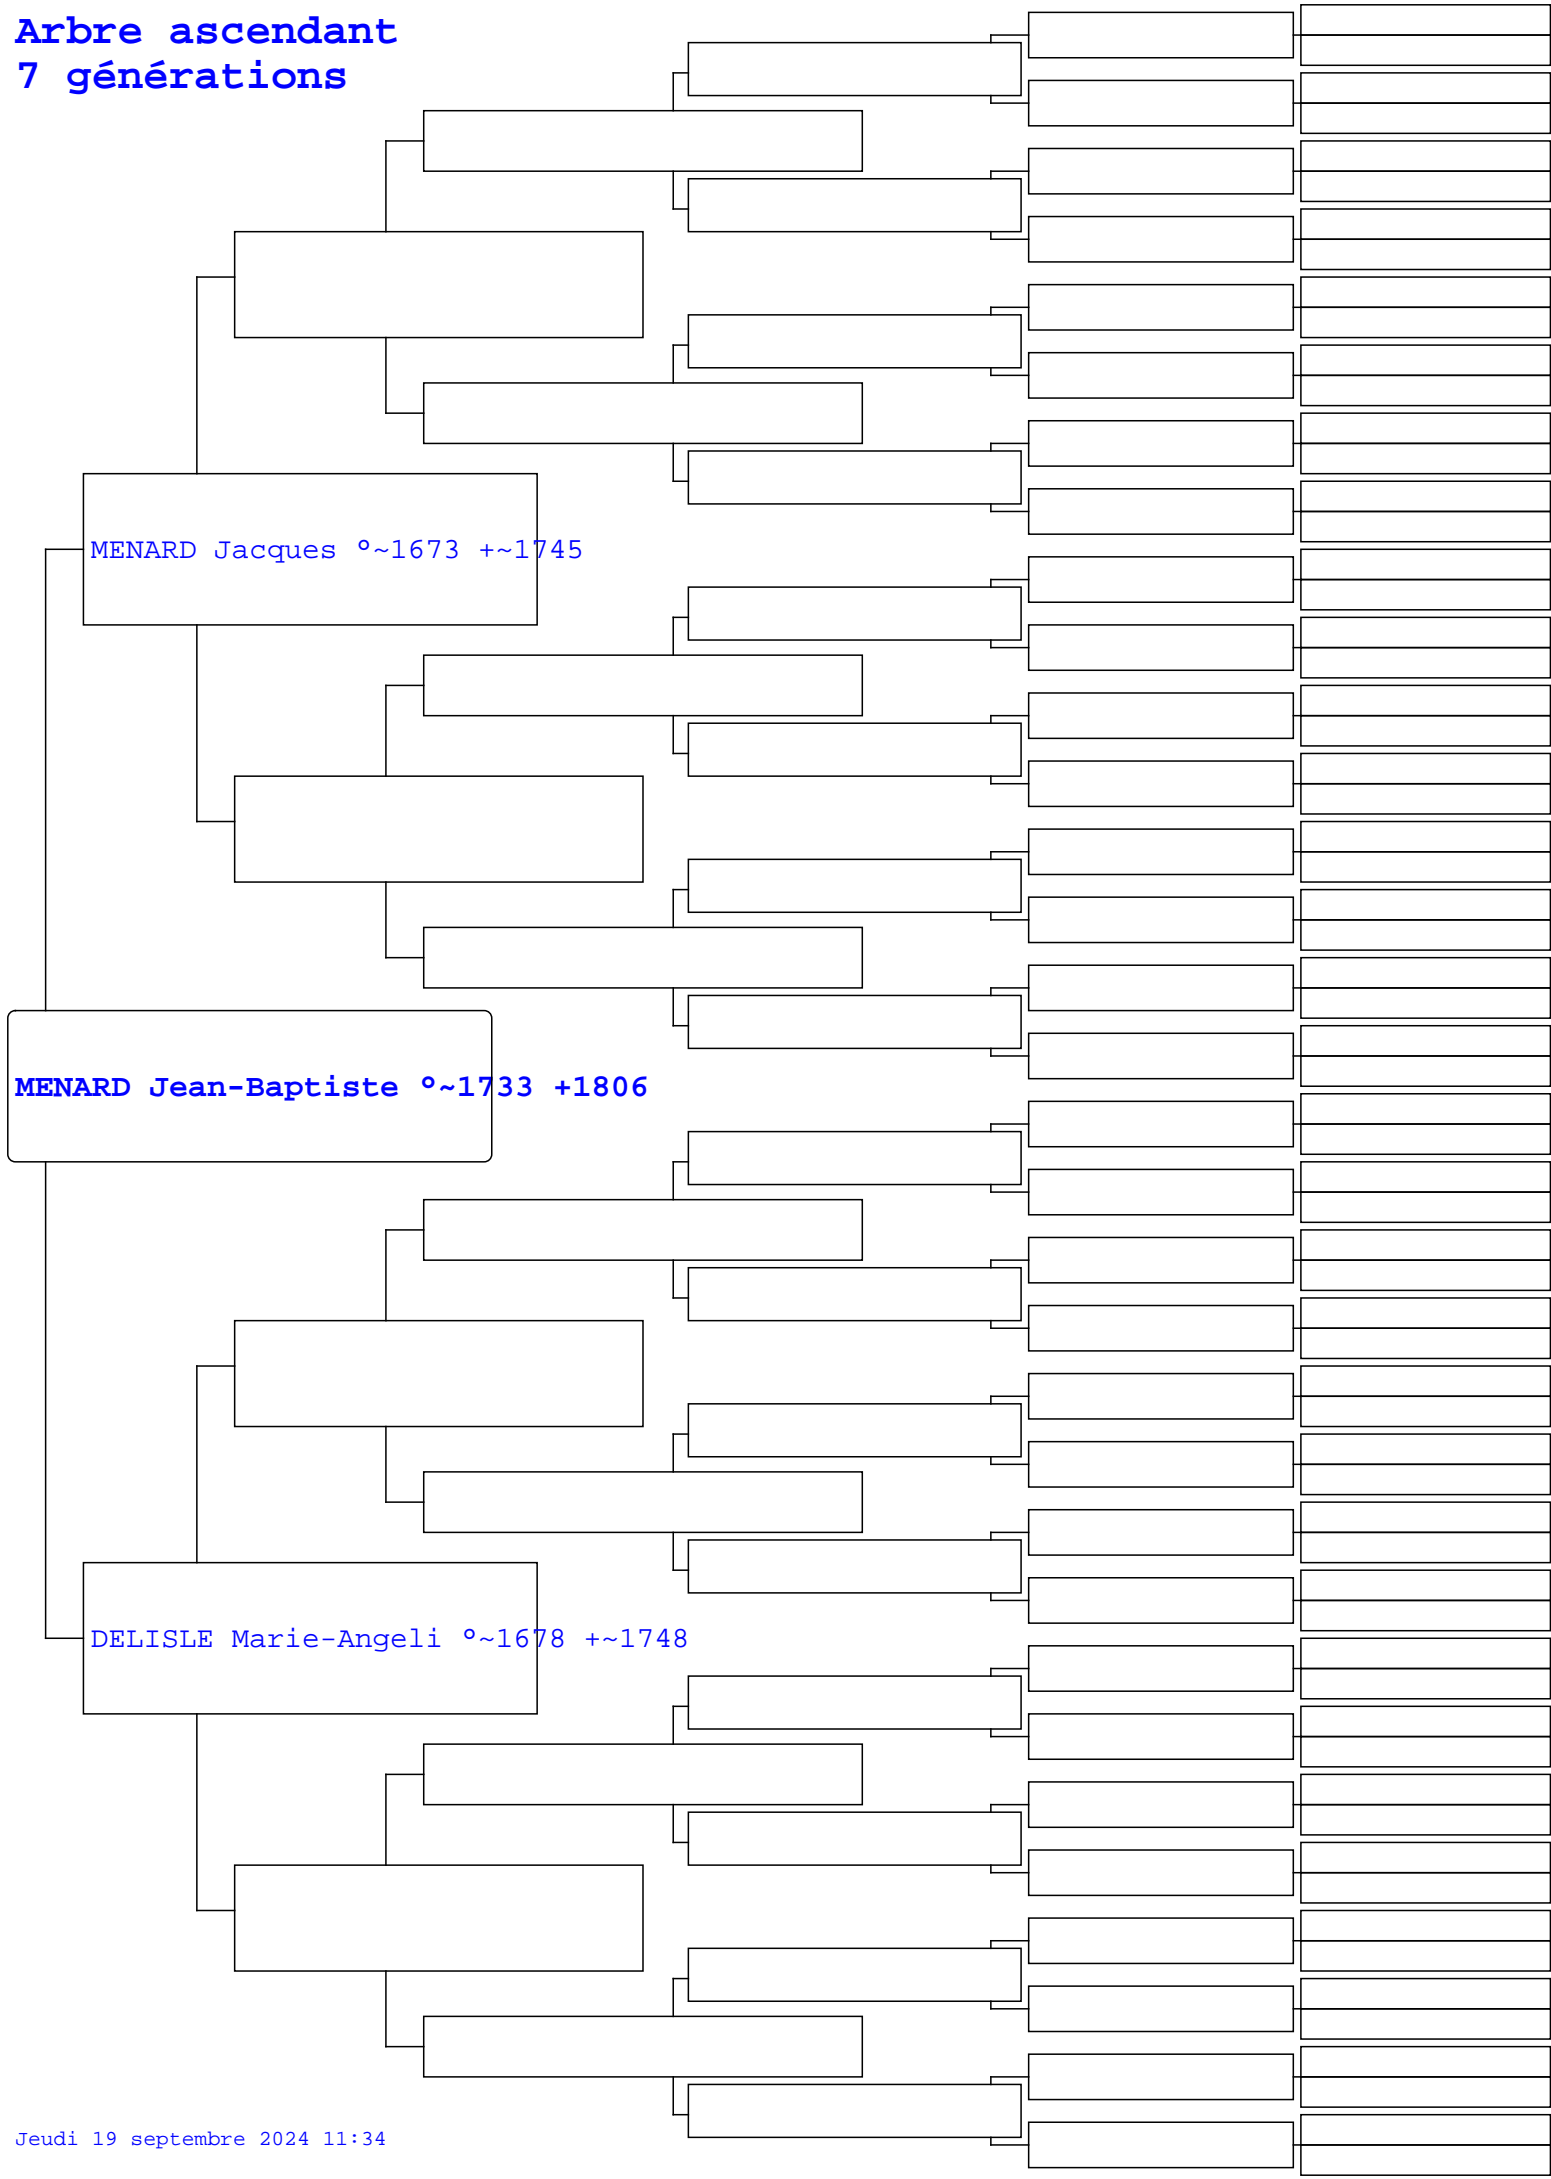 Arbre ascendant
7 générations
MENARD Jacques °~1673 +~1745
MENARD Jean-Baptiste °~1733 +1806
DELISLE Marie-Angeli °~1678 +~1748
Jeudi 19 septembre 2024 11:34